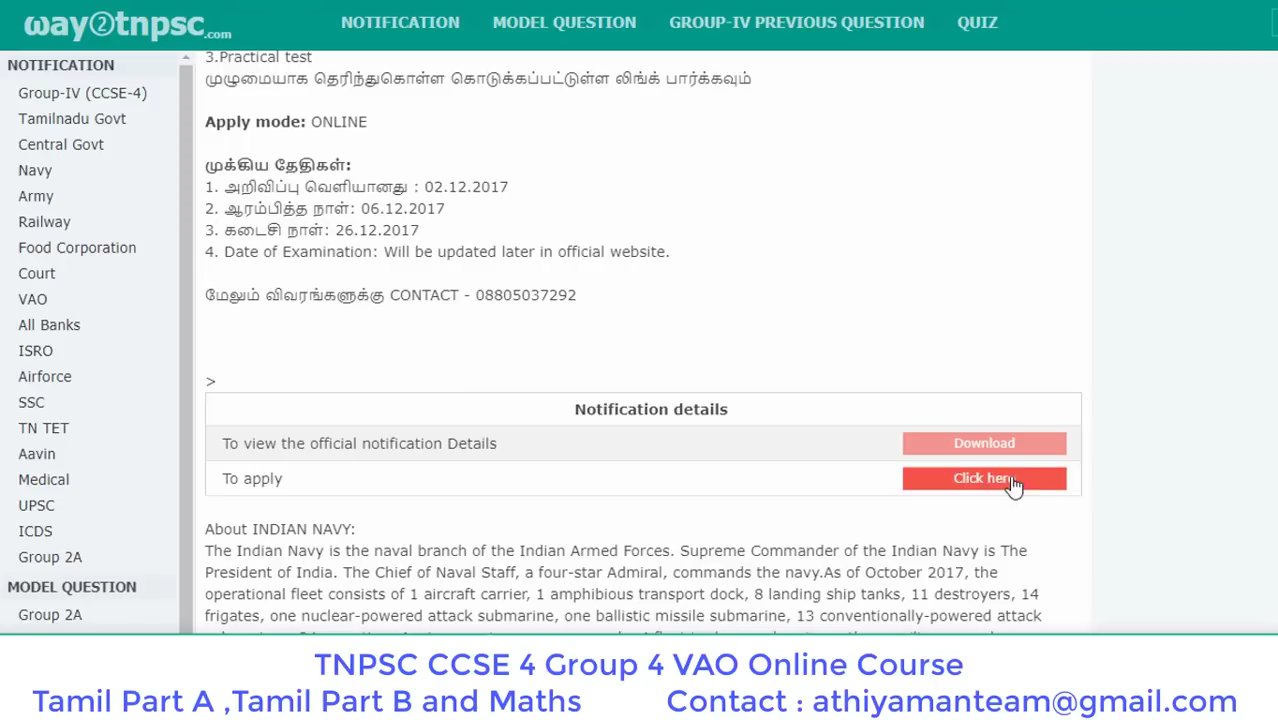 way2tnpsc.com
NOTIFICATION
MODEL QUESTION
GROUP-IV PREVIOUS QUESTION
QUIZ
NOTIFICATION
Group-IV (CCSE-4)
Tamilnadu Govt
Central Govt
Navy
Army
Railway
Food Corporation
Court
VAO
All Banks
ISRO
Airforce
SSC
TN TET
Aavin
Medical
UPSC
ICDS
Group 2A
MODEL QUESTION
Group 2A
3.Practical test
முழுமையாக தெரிந்துகொள்ள கொடுக்கப்பட்டுள்ள லிங்க் பார்க்கவும்
Apply mode: ONLINE
முக்கிய தேதிகள்:
1. அறிவிப்பு வெளியானது : 02.12.2017
2. ஆரம்பித்த நாள்: 06.12.2017
3. கடைசி நாள்: 26.12.2017
4. Date of Examination: Will be updated later in official website.
மேலும் விவரங்களுக்கு CONTACT - 08805037292
>
Notification details
To view the official notification Details
Download
To apply
Click here
About INDIAN NAVY:
The Indian Navy is the naval branch of the Indian Armed Forces. Supreme Commander of the Indian Navy is The
President of India. The Chief of Naval Staff, a four-star Admiral, commands the navy.As of October 2017, the
operational fleet consists of 1 aircraft carrier, 1 amphibious transport dock, 8 landing ship tanks, 11 destroyers, 14
frigates, one nuclear-powered attack submarine, one ballistic missile submarine, 13 conventionally-powered attack
TNPSC CCSE 4 Group 4 VAO Online Course
Tamil Part A ,Tamil Part B and Maths
Contact : athiyamanteam@gmail.com